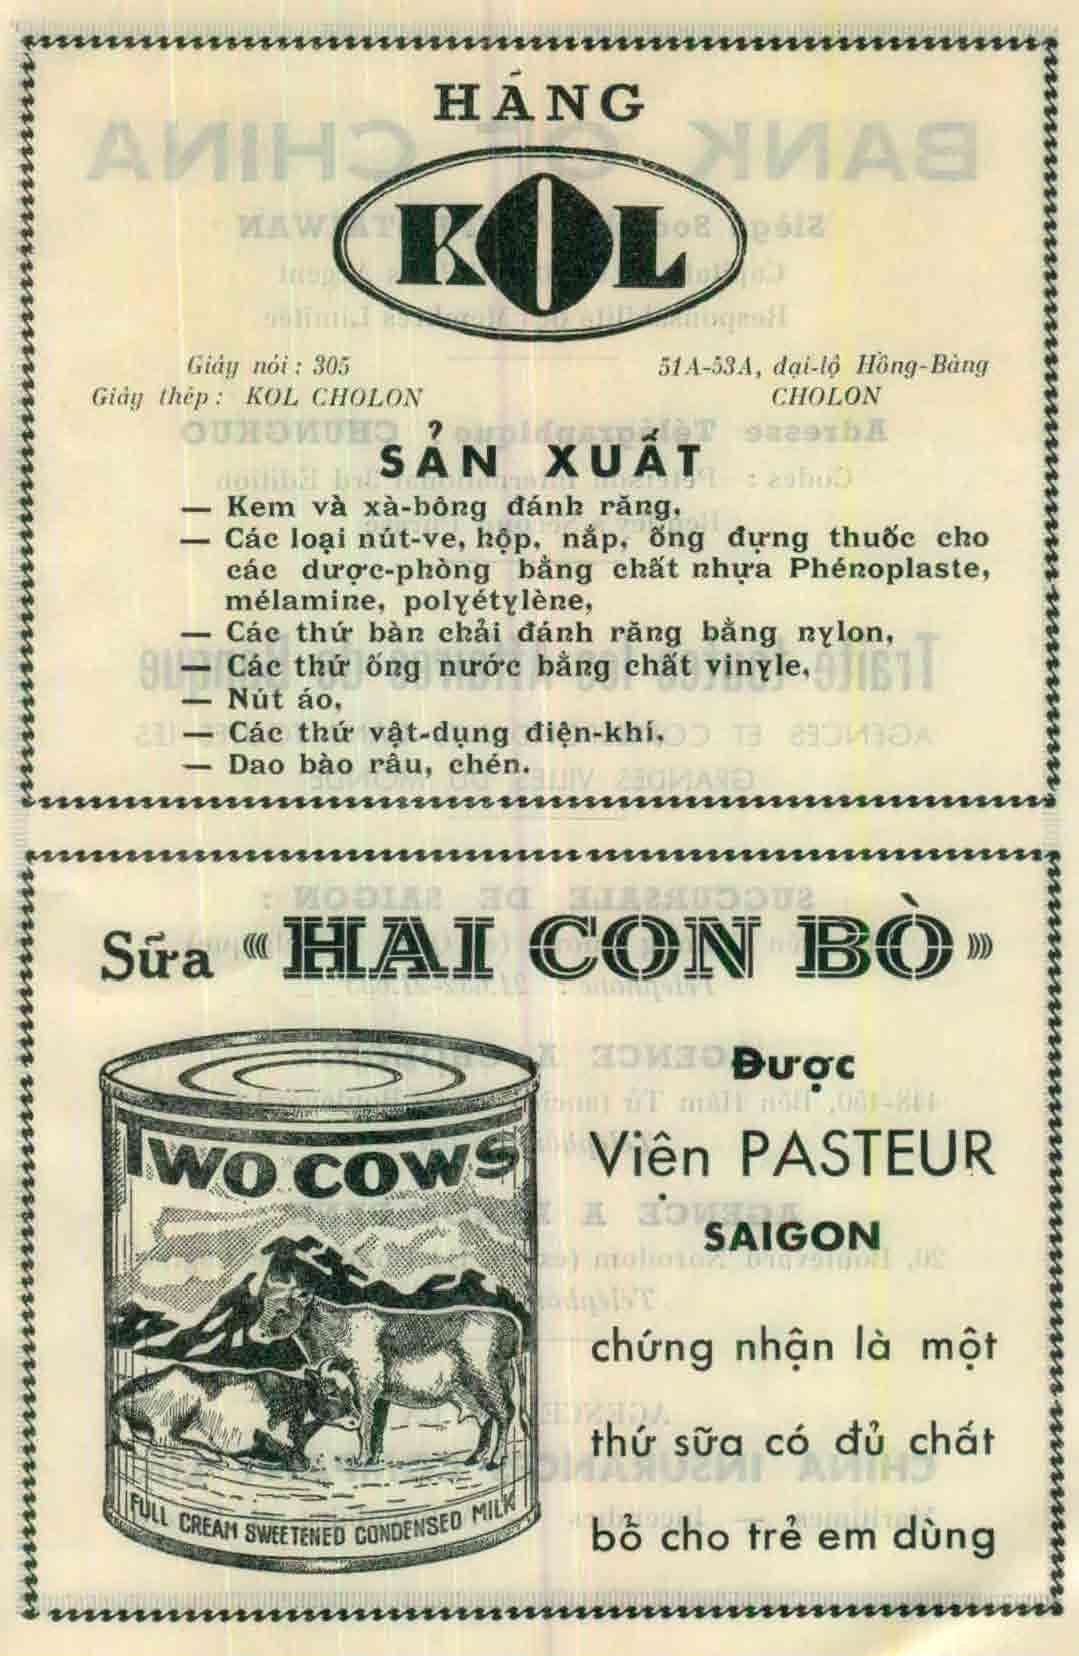 HÃNG
KOL
Giây nói : 305
Giây thép : KOL CHOLON
51A-53A, đại-lộ Hồng-Bàng
CHOLON
SẢN XUẤT
— Kem và xà-bông đánh răng,
— Các loại nút-ve, hộp, nắp, ống đựng thuốc cho
các dược-phòng bằng chất nhựa Phénoplaste,
mélamine, polyétylène,
— Các thứ bàn chải đánh răng bằng nylon,
— Các thứ ống nước bằng chất vinyle,
— Nút áo,
— Các thứ vật-dụng điện-khí,
— Dao bào râu, chén.
Sữa « HAI CON BÒ »
TWO COWS
FULL CREAM SWEETENED CONDENSED MILK
Được
Viện PASTEUR
SAIGON
chứng nhận là một
thứ sữa có đủ chất
bổ cho trẻ em dùng